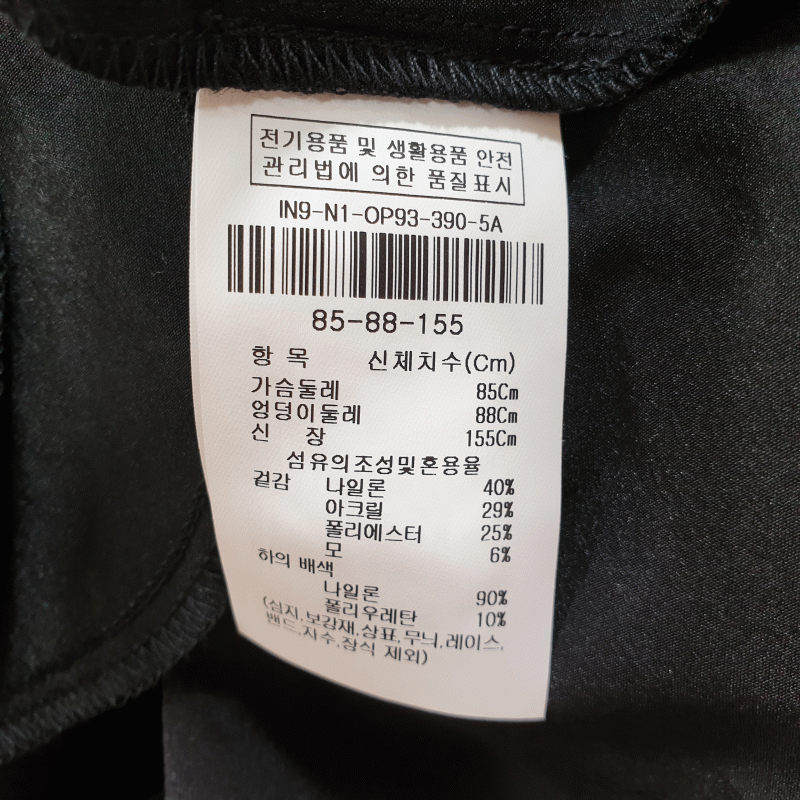 전기용품 및 생활용품 안전
관리법에 의한 품질표시
IN9-N1-OP93-390-5A
85-88-155
항 목 신체치수(Cm)
가슴둘레 85Cm
엉덩이둘레 88Cm
신 장 155Cm
섬유의조성및혼용율
겉감 나일론 40%
아크릴 29%
폴리에스터 25%
모 6%
하의 배색
나일론 90%
폴리우레탄 10%
(심지,보강재,상표,무늬,레이스,
밴드,자수,장식 제외)